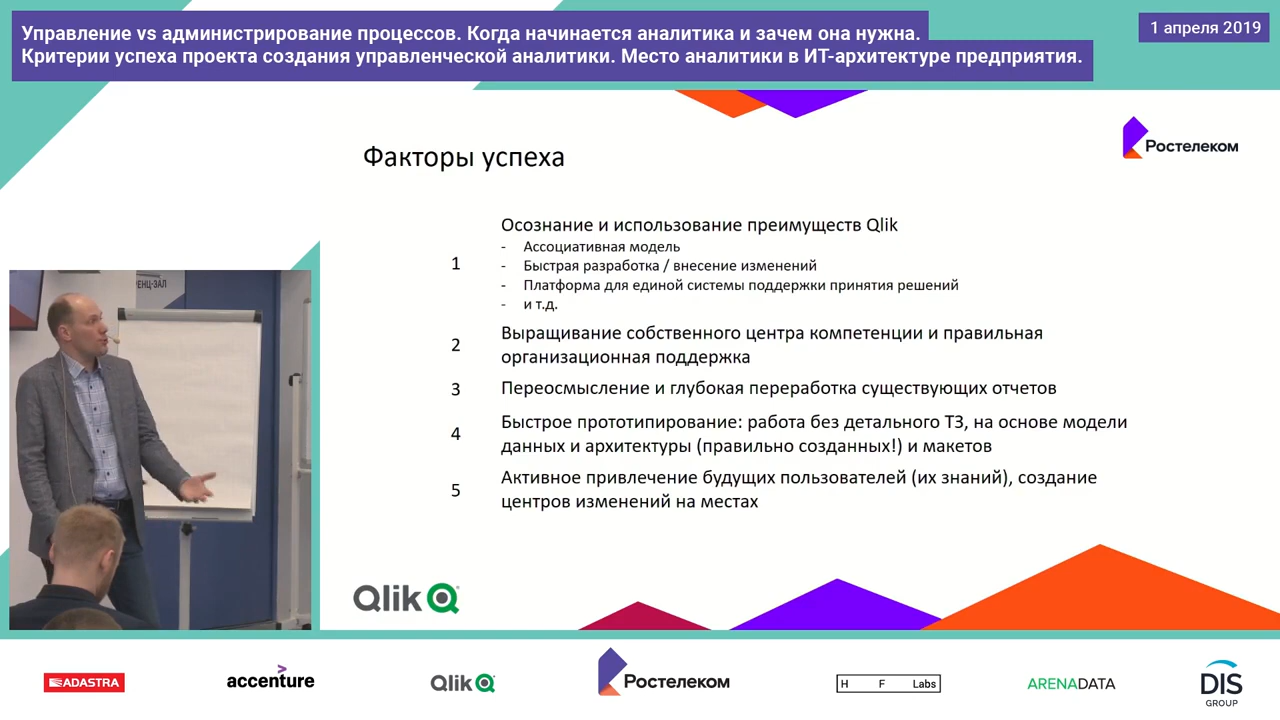 Управление vs администрирование процессов. Когда начинается аналитика и зачем она нужна.
Критерии успеха проекта создания управленческой аналитики. Место аналитики в ИТ-архитектуре предприятия.
1 апреля 2019
Ростелеком
Факторы успеха
1
Осознание и использование преимуществ Qlik
- Ассоциативная модель
- Быстрая разработка / внесение изменений
- Платформа для единой системы поддержки принятия решений
- и т.д.
2
Выращивание собственного центра компетенции и правильная
организационная поддержка
3
Переосмысление и глубокая переработка существующих отчетов
4
Быстрое прототипирование: работа без детального ТЗ, на основе модели
данных и архитектуры (правильно созданных!) и макетов
5
Активное привлечение будущих пользователей (их знаний), создание
центров изменений на местах
ЕНЦ-ЗАЛ
Qlik
ADASTRA
accenture
Qlik
Ростелеком
H F Labs
ARENADATA
DIS
GROUP